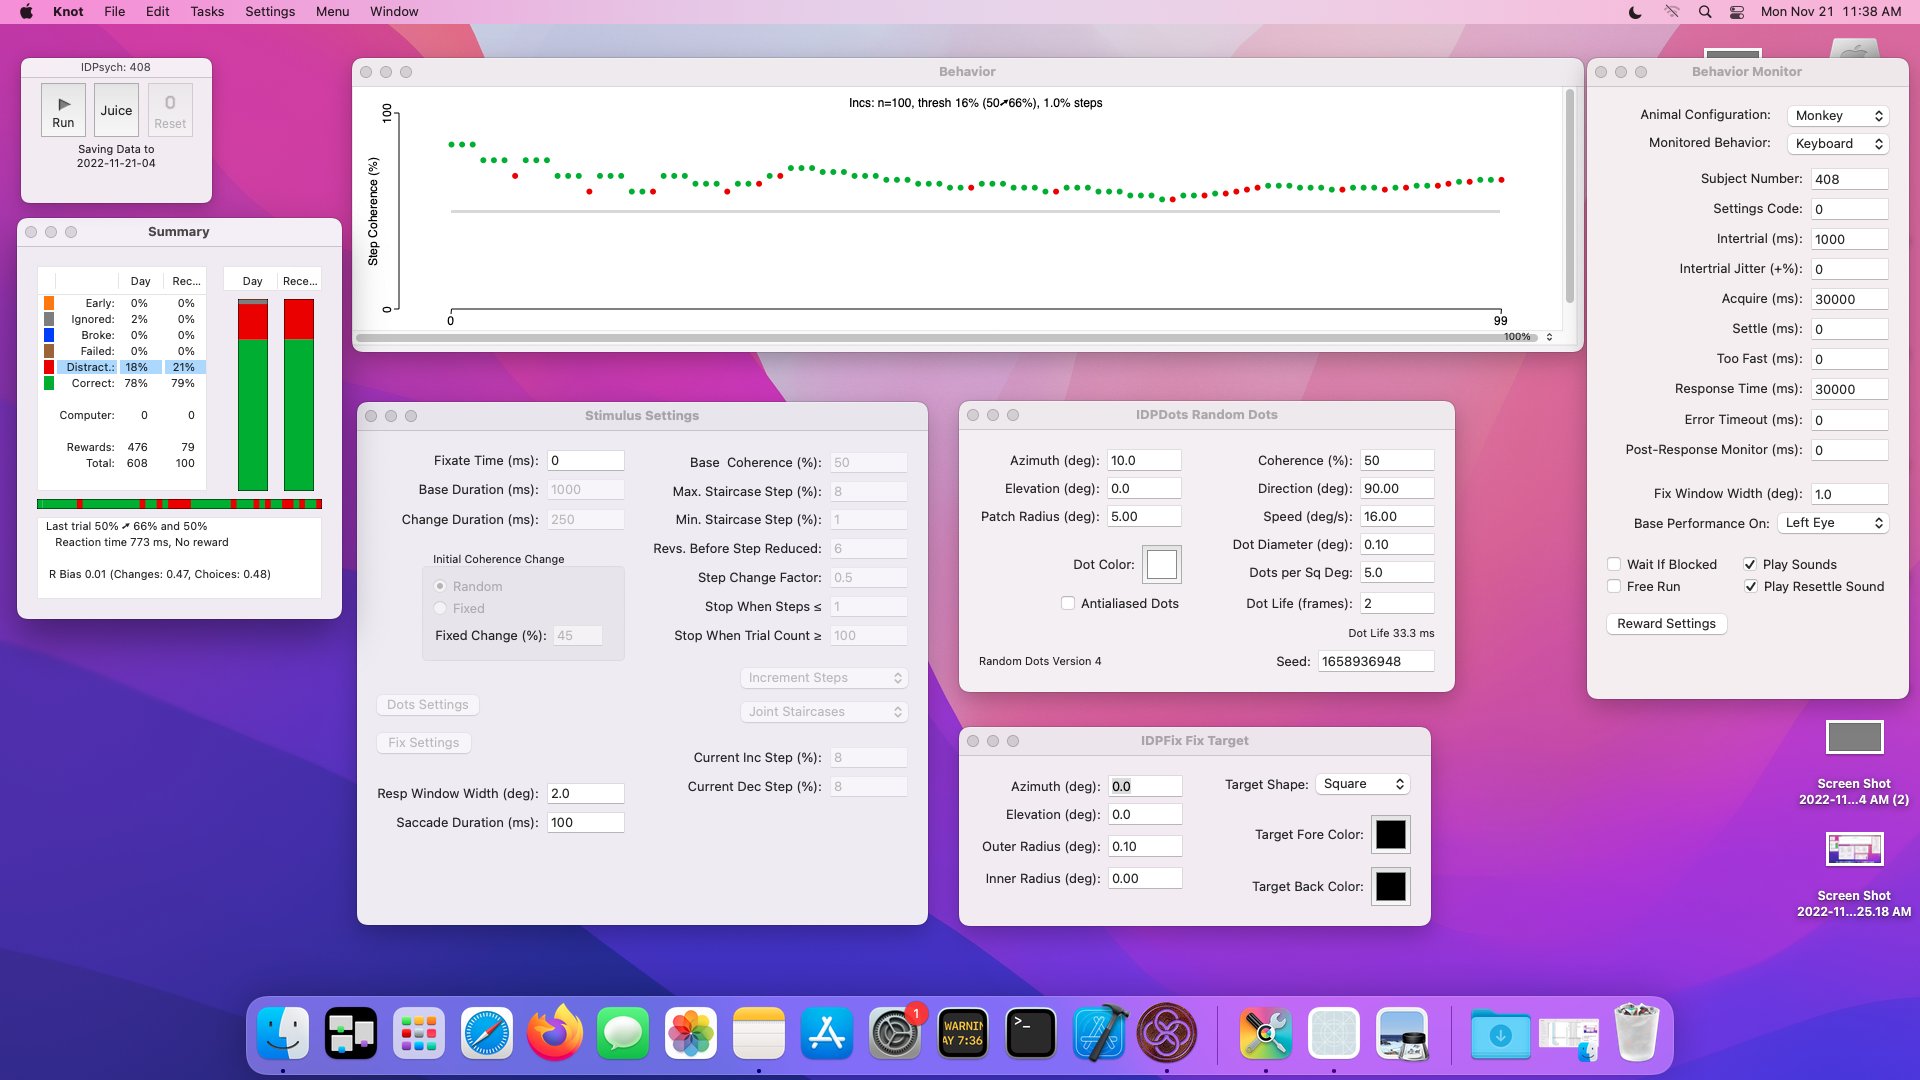 Knot File Edit Tasks Settings Menu Window
Mon Nov 21 11:38 AM
IDPsych: 408
Run
Juice
0
Reset
Saving Data to
2022-11-21-04
Summary
Day Rec...
Early: 0% 0%
Ignored: 2% 0%
Broke: 0% 0%
Failed: 0% 0%
Distract.: 18% 21%
Correct: 78% 79%
Computer: 0 0
Rewards: 476 79
Total: 608 100
Day Rece...
Last trial 50% ➚ 66% and 50%
Reaction time 773 ms, No reward
R Bias 0.01 (Changes: 0.47, Choices: 0.48)
Behavior
Incs: n=100, thresh 16% (50➚66%), 1.0% steps
Step Coherence (%)
100
0
0
99
100%
Stimulus Settings
Fixate Time (ms): 0
Base Duration (ms): 1000
Change Duration (ms): 250
Initial Coherence Change
Random
Fixed
Fixed Change (%): 45
Dots Settings
Fix Settings
Resp Window Width (deg): 2.0
Saccade Duration (ms): 100
Base Coherence (%): 50
Max. Staircase Step (%): 8
Min. Staircase Step (%): 1
Revs. Before Step Reduced: 6
Step Change Factor: 0.5
Stop When Steps ≤ 1
Stop When Trial Count ≥ 100
Increment Steps
Joint Staircases
Current Inc Step (%): 8
Current Dec Step (%): 8
IDPDots Random Dots
Azimuth (deg): 10.0
Elevation (deg): 0.0
Patch Radius (deg): 5.00
Dot Color:
Antialiased Dots
Random Dots Version 4
Coherence (%): 50
Direction (deg): 90.00
Speed (deg/s): 16.00
Dot Diameter (deg): 0.10
Dots per Sq Deg: 5.0
Dot Life (frames): 2
Dot Life 33.3 ms
Seed: 1658936948
IDPFix Fix Target
Azimuth (deg): 0.0
Elevation (deg): 0.0
Outer Radius (deg): 0.10
Inner Radius (deg): 0.00
Target Shape: Square
Target Fore Color:
Target Back Color:
Behavior Monitor
Animal Configuration: Monkey
Monitored Behavior: Keyboard
Subject Number: 408
Settings Code: 0
Intertrial (ms): 1000
Intertrial Jitter (+%): 0
Acquire (ms): 30000
Settle (ms): 0
Too Fast (ms): 0
Response Time (ms): 30000
Error Timeout (ms): 0
Post-Response Monitor (ms): 0
Fix Window Width (deg): 1.0
Base Performance On: Left Eye
Wait If Blocked
Play Sounds
Free Run
Play Resettle Sound
Reward Settings
Screen Shot
2022-11...4 AM (2)
Screen Shot
2022-11...25.18 AM
1
WARNIN
AY 7:36
>_